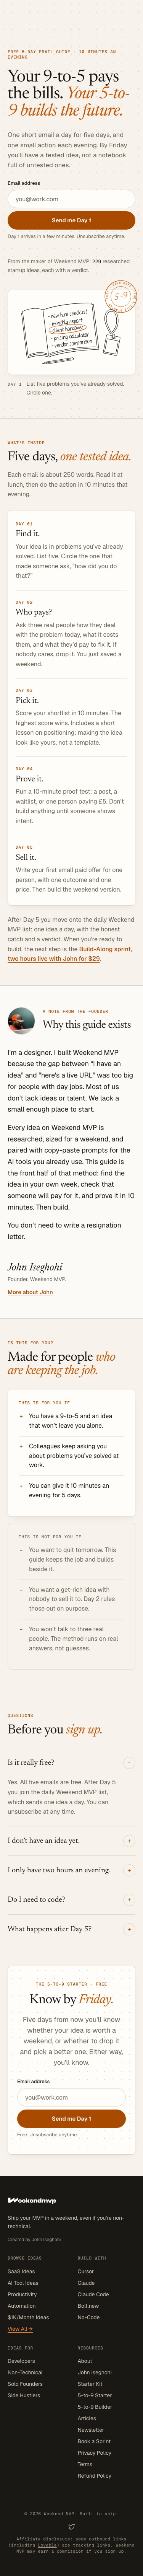 FREE 5-DAY EMAIL GUIDE · 10 MINUTES AN
EVENING
Your 9-to-5 pays
the bills. Your 5-to-
9 builds the future.
One short email a day for five days, and
one small action each evening. By Friday
you'll have a tested idea, not a notebook
full of untested ones.
Email address
you@work.com
Send me Day 1
Day 1 arrives in a few minutes. Unsubscribe anytime.
From the maker of Weekend MVP: 229 researched
startup ideas, each with a verdict.
5–9
- new hire checklist
- monthly report
client handover
- pricing calculator
- vendor comparison
DAY 1 List five problems you've already solved.
Circle one.
WHAT'S INSIDE
Five days, one tested idea.
Each email is about 250 words. Read it at
lunch, then do the action in 10 minutes that
evening.
DAY 01
Find it.
Your idea is in problems you've already
solved. List five. Circle the one that
made someone ask, "how did you do
that?"
DAY 02
Who pays?
Ask three real people how they deal
with the problem today, what it costs
them, and what they'd pay to fix it. If
nobody cares, drop it. You just saved a
weekend.
DAY 03
Pick it.
Score your shortlist in 10 minutes. The
highest score wins. Includes a short
lesson on positioning: making the idea
look like yours, not a template.
DAY 04
Prove it.
Run a 10-minute proof test: a post, a
waitlist, or one person paying £5. Don't
build anything until someone shows
intent.
DAY 05
Sell it.
Write your first small paid offer for one
person, with one outcome and one
price. Then build the weekend version.
After Day 5 you move onto the daily Weekend
MVP list: one idea a day, with the honest
catch and a verdict. When you're ready to
build, the next step is the Build-Along sprint,
two hours live with John for $29.
A NOTE FROM THE FOUNDER
Why this guide exists
I'm a designer. I built Weekend MVP
because the gap between "I have an
idea" and "here's a live URL" was too big
for people with day jobs. Most of us
don't lack ideas or talent. We lack a
small enough place to start.
Every idea on Weekend MVP is
researched, sized for a weekend, and
paired with copy-paste prompts for the
AI tools you already use. This guide is
the front half of that: find the
idea in your own week, check that
someone will pay for it, and prove it in 10
minutes. Then build.
You don't need to write a resignation
letter.
John Iseghohi
Founder, Weekend MVP.
More about John
IS THIS FOR YOU?
Made for people who
are keeping the job.
THIS IS FOR YOU IF
+ You have a 9-to-5 and an idea
that won't leave you alone.
+ Colleagues keep asking you
about problems you've solved at
work.
+ You can give it 10 minutes an
evening for 5 days.
THIS IS NOT FOR YOU IF
– You want to quit tomorrow. This
guide keeps the job and builds
beside it.
– You want a get-rich idea with
nobody to sell it to. Day 2 rules
those out on purpose.
– You won't talk to three real
people. The method runs on real
answers, not guesses.
QUESTIONS
Before you sign up.
Is it really free? –
Yes. All five emails are free. After Day 5
you join the daily Weekend MVP list,
which sends one idea a day. You can
unsubscribe at any time.
I don't have an idea yet. +
I only have two hours an evening. +
Do I need to code? +
What happens after Day 5? +
THE 5-TO-9 STARTER · FREE
Know by Friday.
Five days from now you'll know
whether your idea is worth a
weekend, or whether to drop it
and pick a better one. Either way,
you'll know.
Email address
you@work.com
Send me Day 1
Free. Unsubscribe anytime.
Weekendmvp
Ship your MVP in a weekend, even if you're non-
technical.
Created by John Iseghohi
BROWSE IDEAS
SaaS Ideas
AI Tool Ideas
Productivity
Automation
$1K/Month Ideas
View All →
BUILD WITH
Cursor
Claude
Claude Code
Bolt.new
No-Code
IDEAS FOR
Developers
Non-Technical
Solo Founders
Side Hustlers
RESOURCES
About
John Iseghohi
Starter Kit
5-to-9 Starter
5-to-9 Builder
Articles
Newsletter
Book a Sprint
Privacy Policy
Terms
Refund Policy
© 2026 Weekend MVP. Built to ship.
Affiliate disclosure: some outbound links
(including Lovable) are tracking links. Weekend
MVP may earn a commission if you sign up.